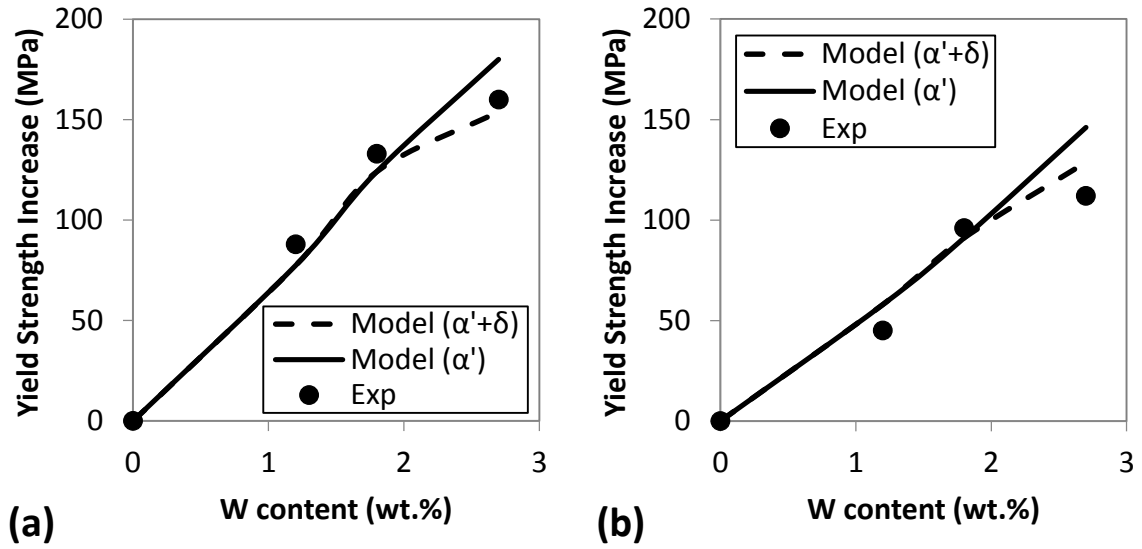 200
150
100
50
0
Yield Strength Increase (MPa)
Model (α'+δ)
Model (α')
Exp
0 1 2 3
W content (wt.%)
(a)
200
150
100
50
0
Yield Strength Increase (MPa)
Model (α'+δ)
Model (α')
Exp
0 1 2 3
W content (wt.%)
(b)